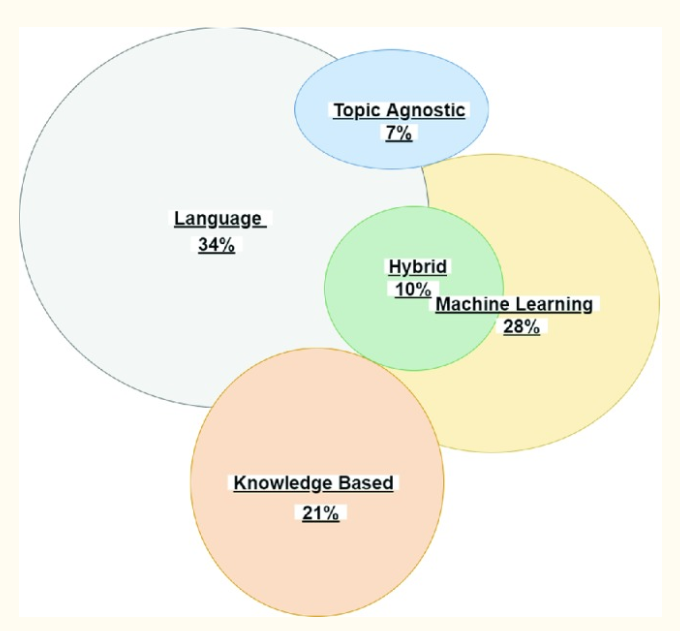 Topic Agnostic
7%
Language
34%
Hybrid
10%
Machine Learning
28%
Knowledge Based
21%